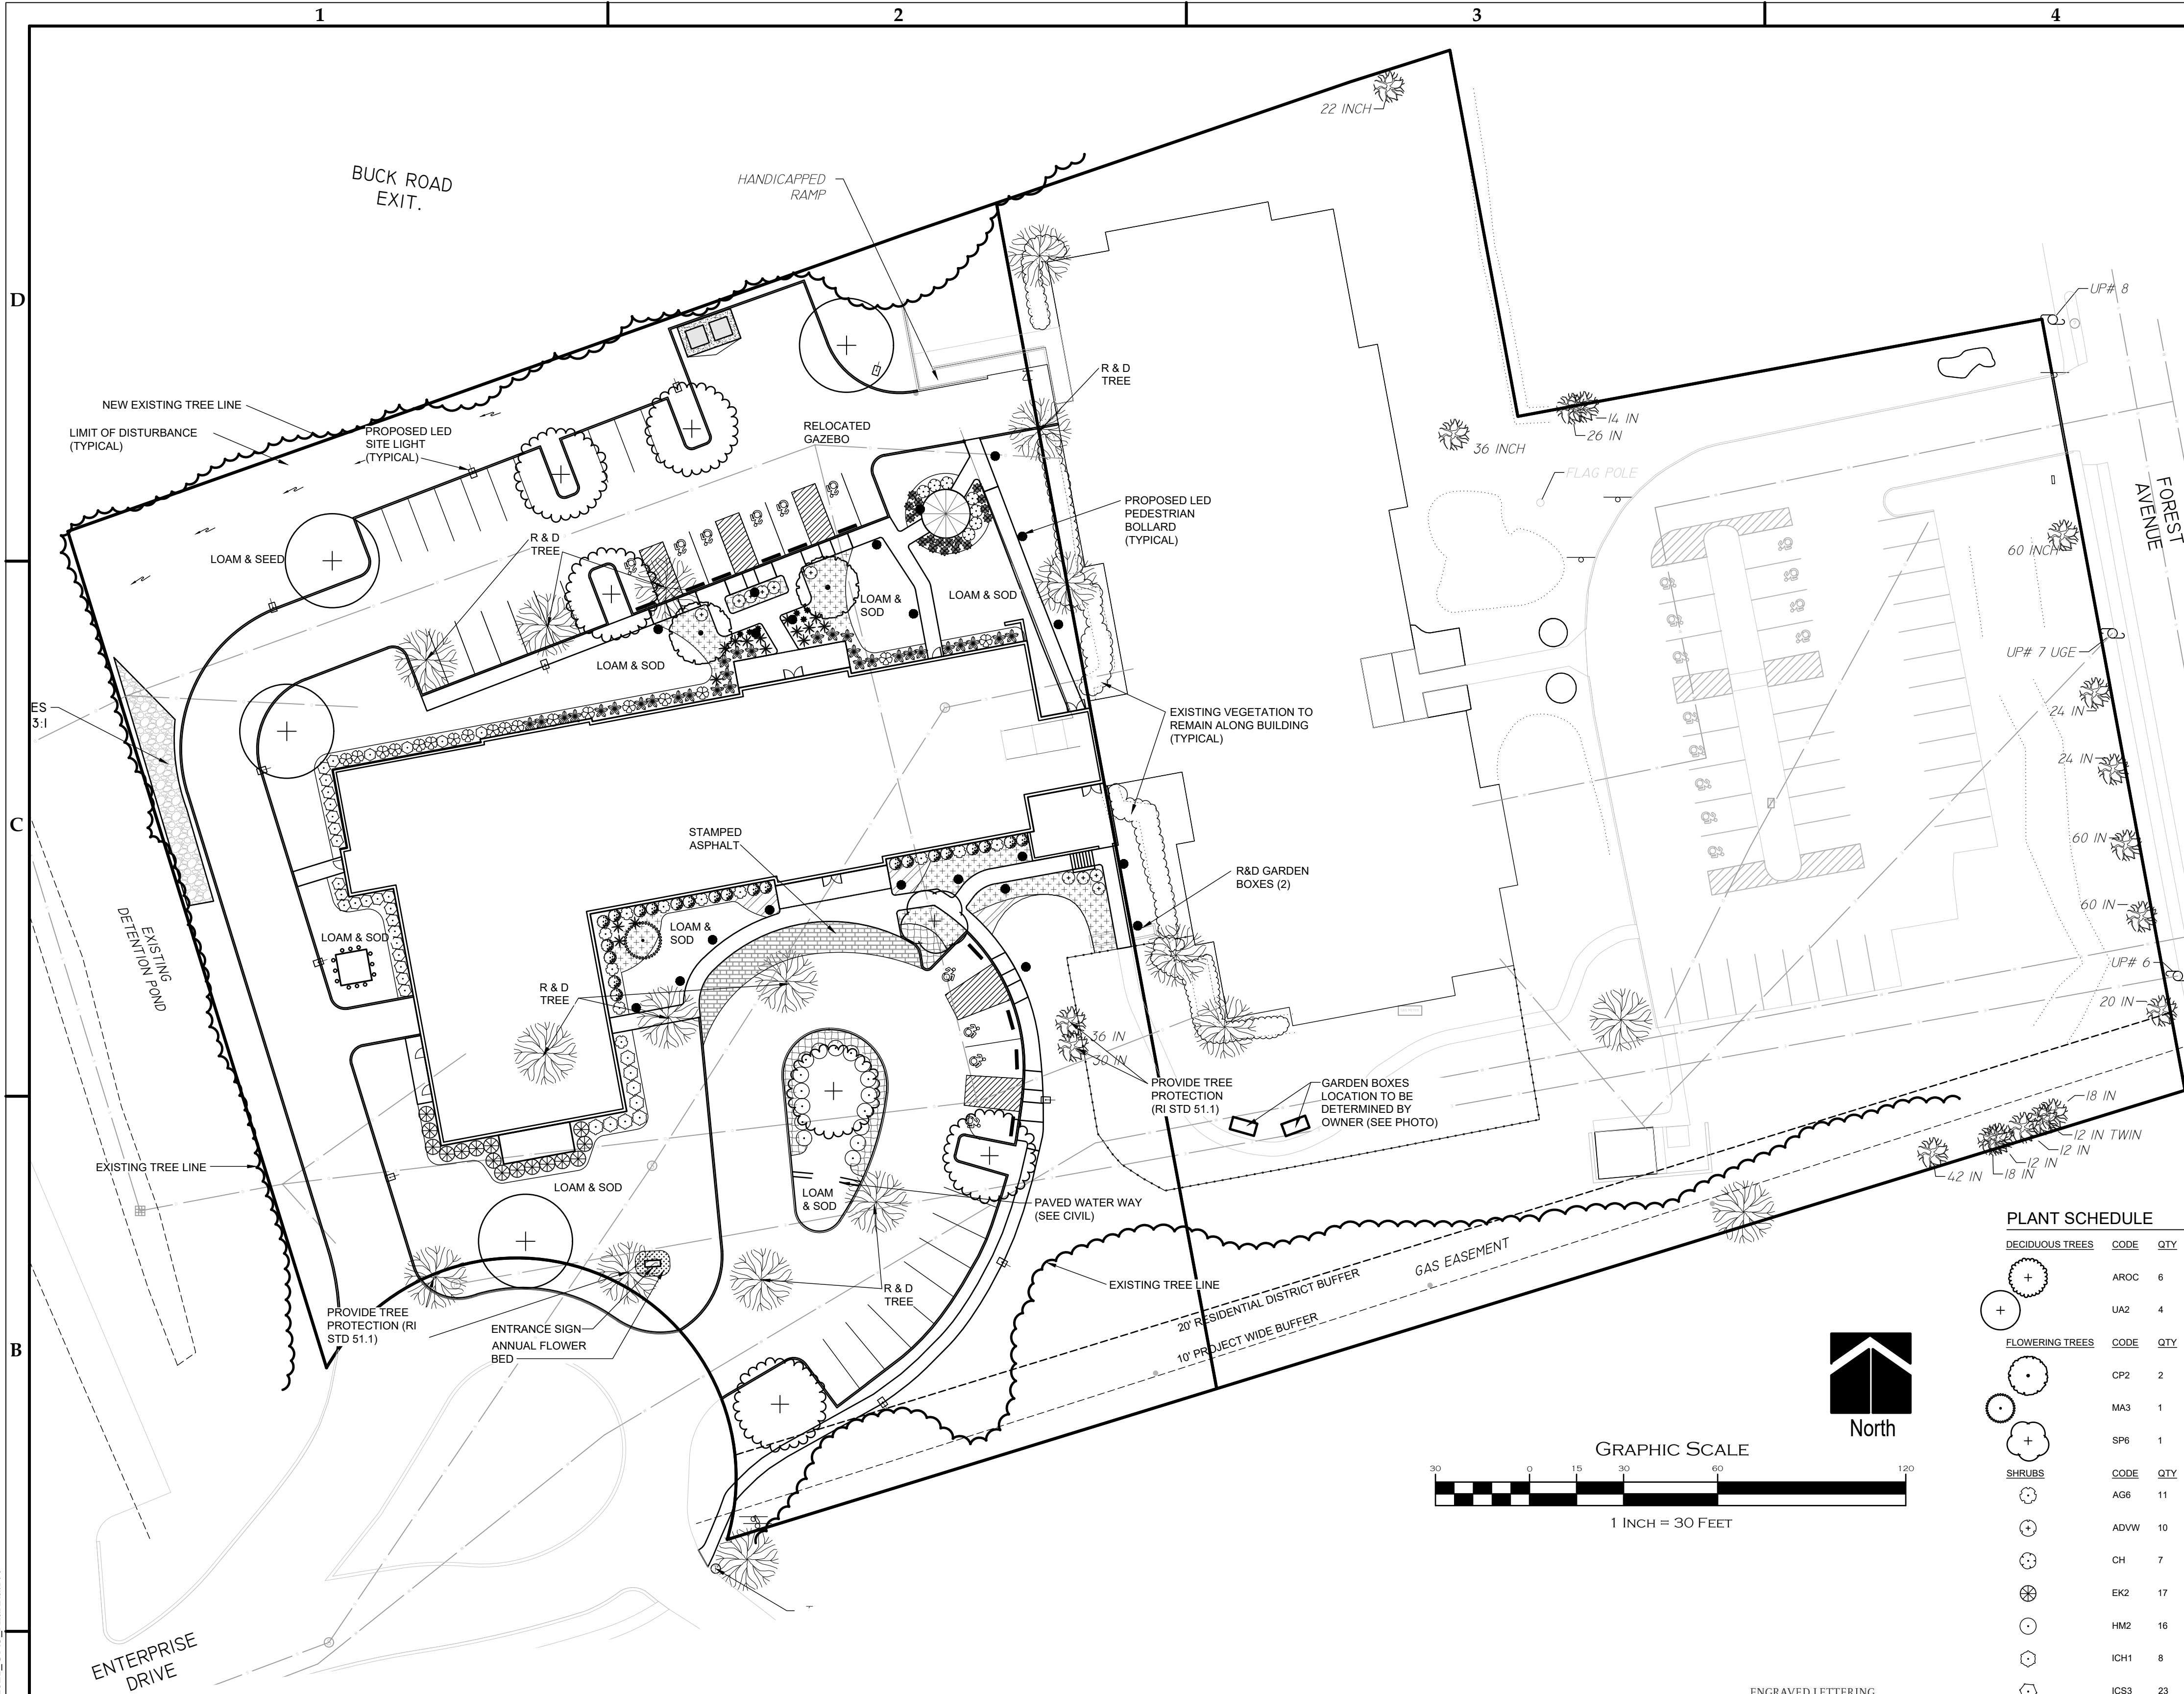 1
2
3
4
D
C
B
BUCK ROAD
EXIT.
HANDICAPPED
RAMP
22 INCH
NEW EXISTING TREE LINE
LIMIT OF DISTURBANCE
(TYPICAL)
PROPOSED LED
SITE LIGHT
(TYPICAL)
RELOCATED
GAZEBO
R & D
TREE
PROPOSED LED
PEDESTRIAN
BOLLARD
(TYPICAL)
36 INCH
14 IN
26 IN
FLAG POLE
UP# 8
FOREST
AVENUE
60 INCH
UP# 7 UGE
24 IN
24 IN
60 IN
60 IN
UP# 6
20 IN
LOAM & SEED
R & D
TREE
LOAM &
SOD
LOAM & SOD
LOAM & SOD
ES
3:1
EXISTING VEGETATION TO
REMAIN ALONG BUILDING
(TYPICAL)
STAMPED
ASPHALT
R&D GARDEN
BOXES (2)
EXISTING
DETENTION POND
LOAM & SOD
LOAM &
SOD
R & D
TREE
36 IN
30 IN
PROVIDE TREE
PROTECTION
(RI STD 51.1)
GARDEN BOXES
LOCATION TO BE
DETERMINED BY
OWNER (SEE PHOTO)
18 IN
12 IN TWIN
12 IN
12 IN
18 IN
42 IN
EXISTING TREE LINE
LOAM & SOD
LOAM
& SOD
PAVED WATER WAY
(SEE CIVIL)
R & D
TREE
EXISTING TREE LINE
GAS EASEMENT
20' RESIDENTIAL DISTRICT BUFFER
10' PROJECT WIDE BUFFER
PROVIDE TREE
PROTECTION (RI
STD 51.1)
ENTRANCE SIGN
ANNUAL FLOWER
BED
ENTERPRISE
DRIVE
North
GRAPHIC SCALE
30 0 15 30 60 120
1 INCH = 30 FEET
PLANT SCHEDULE
DECIDUOUS TREES CODE QTY
AROC 6
UA2 4
FLOWERING TREES CODE QTY
CP2 2
MA3 1
SP6 1
SHRUBS CODE QTY
AG6 11
ADVW 10
CH 7
EK2 17
HM2 16
ICH1 8
ICS3 23
ENGRAVED LETTERING